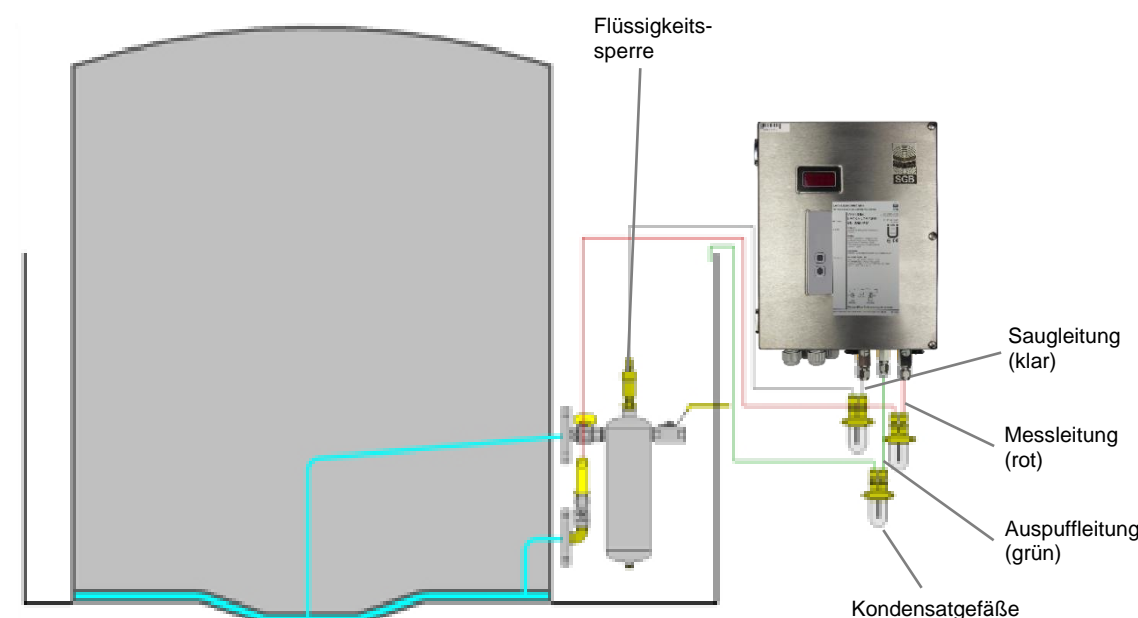 Flüssigkeits-
sperre
SGB
Saugleitung
(klar)
Messleitung
(rot)
Auspuffleitung
(grün)
Kondensatgefäße